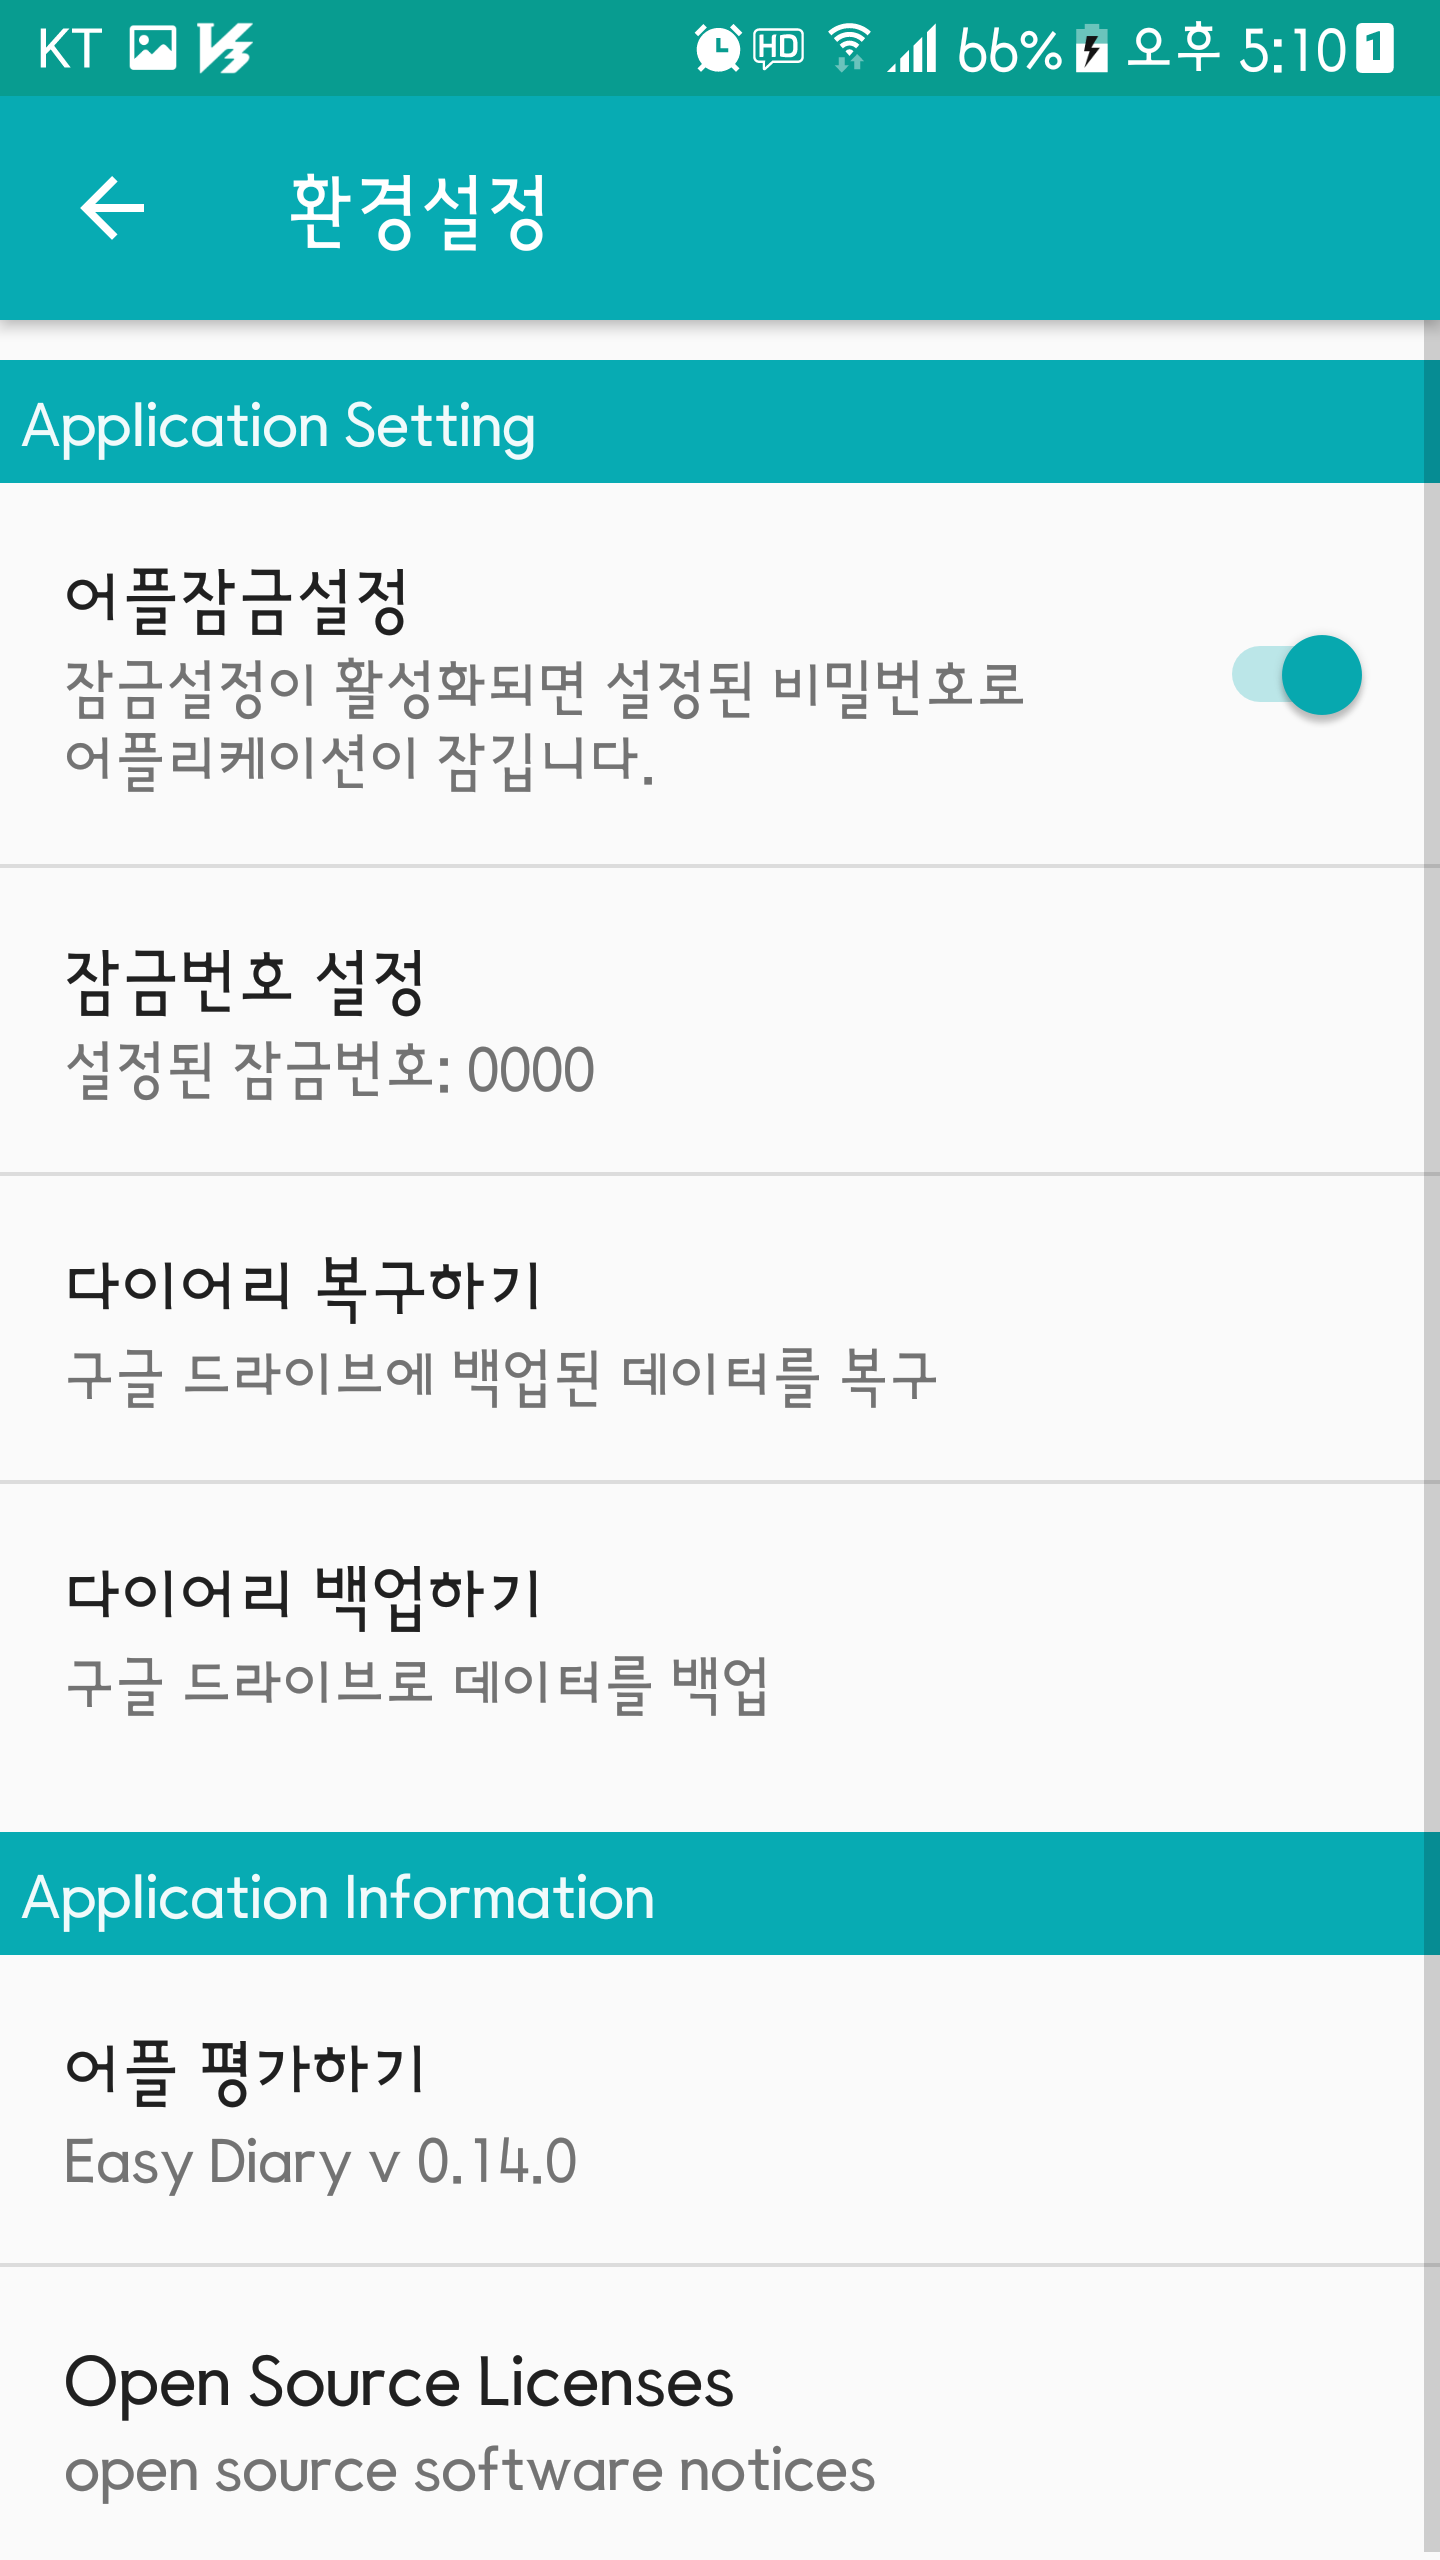 KT HD 66% 오후 5:10 1
환경설정
Application Setting
어플잠금설정
잠금설정이 활성화되면 설정된 비밀번호로
어플리케이션이 잠깁니다.
잠금번호 설정
설정된 잠금번호: 0000
다이어리 복구하기
구글 드라이브에 백업된 데이터를 복구
다이어리 백업하기
구글 드라이브로 데이터를 백업
Application Information
어플 평가하기
Easy Diary v 0.14.0
Open Source Licenses
open source software notices